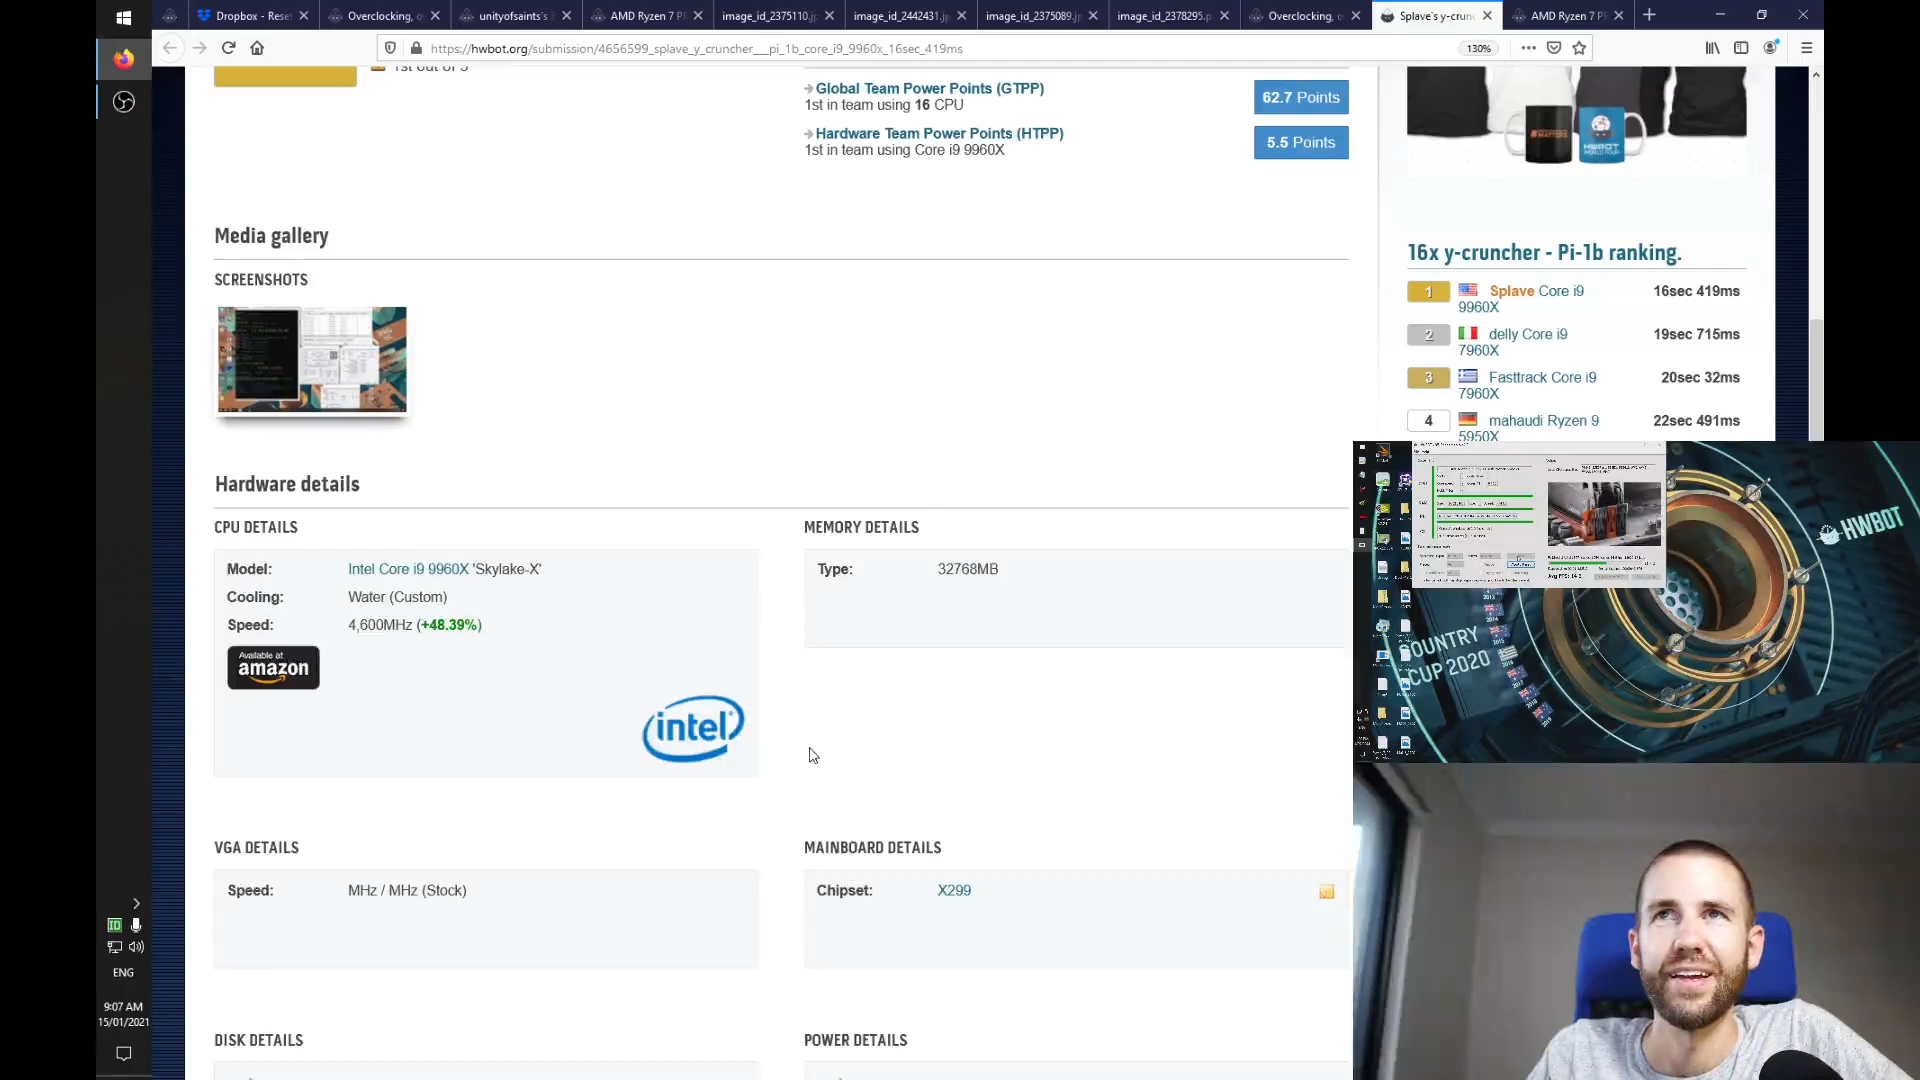 Dropbox - Rese
Overclocking, o
unityofsaints's
AMD Ryzen 7 P
image_id_2375110.j
image_id_2442431.j
image_id_2375089.j
image_id_2378295.p
Overclocking, o
Splave's y-crun
AMD Ryzen 7 P
https://hwbot.org/submission/4656599_splave_y_cruncher___pi_1b_core_i9_9960x_16sec_419ms
130%
Global Team Power Points (GTPP)
1st in team using 16 CPU
62.7 Points
Hardware Team Power Points (HTPP)
1st in team using Core i9 9960X
5.5 Points
Media gallery
SCREENSHOTS
16x y-cruncher - Pi-1b ranking.
1 Splave Core i9 9960X 16sec 419ms
2 delly Core i9 7960X 19sec 715ms
3 Fasttrack Core i9 7960X 20sec 32ms
4 mahaudi Ryzen 9 5950X 22sec 491ms
Hardware details
CPU DETAILS
Model: Intel Core i9 9960X 'Skylake-X'
Cooling: Water (Custom)
Speed: 4,600MHz (+48.39%)
Available at
amazon
intel
MEMORY DETAILS
Type: 32768MB
VGA DETAILS
Speed: MHz / MHz (Stock)
MAINBOARD DETAILS
Chipset: X299
DISK DETAILS
POWER DETAILS
HWBOT
COUNTRY
CUP 2020
ENG
9:07 AM
15/01/2021